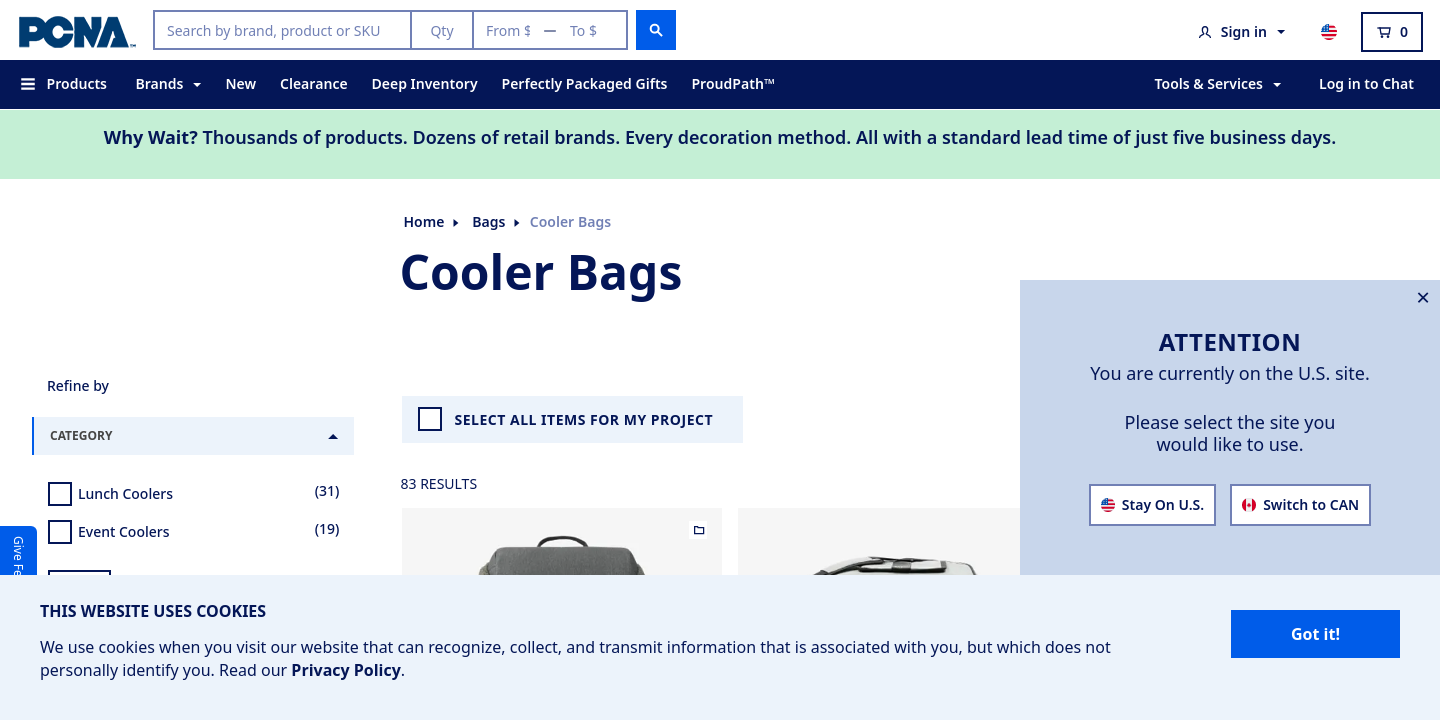 PCNA™
Search by brand, product or SKU
Qty
From $ — To $
Sign in
0
Products
Brands
New
Clearance
Deep Inventory
Perfectly Packaged Gifts
ProudPath™
Tools & Services
Log in to Chat
Why Wait? Thousands of products. Dozens of retail brands. Every decoration method. All with a standard lead time of just five business days.
Home
Bags
Cooler Bags
Cooler Bags
Refine by
CATEGORY
Lunch Coolers (31)
Event Coolers (19)
SELECT ALL ITEMS FOR MY PROJECT
83 RESULTS
ATTENTION
You are currently on the U.S. site.
Please select the site you
would like to use.
Stay On U.S.
Switch to CAN
Give Fe
THIS WEBSITE USES COOKIES
We use cookies when you visit our website that can recognize, collect, and transmit information that is associated with you, but which does not
personally identify you. Read our Privacy Policy.
Got it!